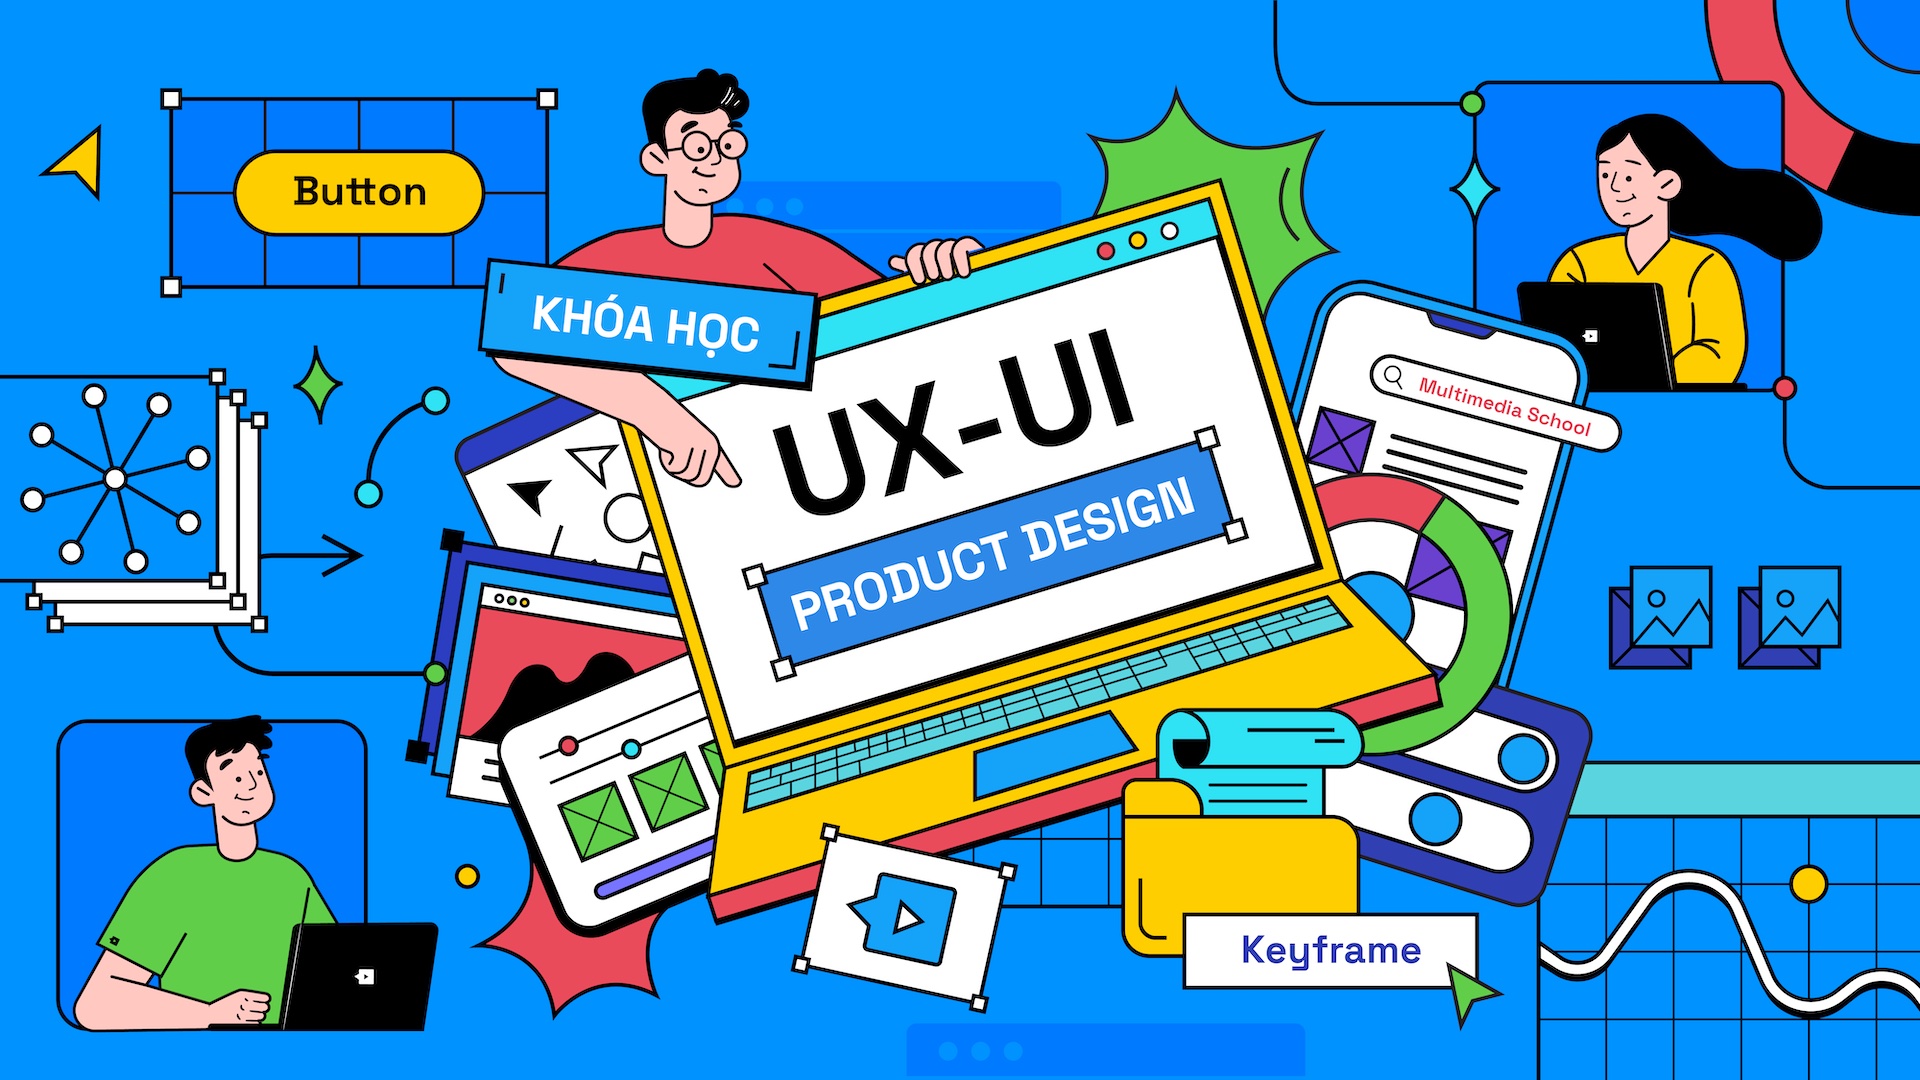 Button
KHÓA HỌC
UX-UI
PRODUCT DESIGN
Multimedia School
Keyframe